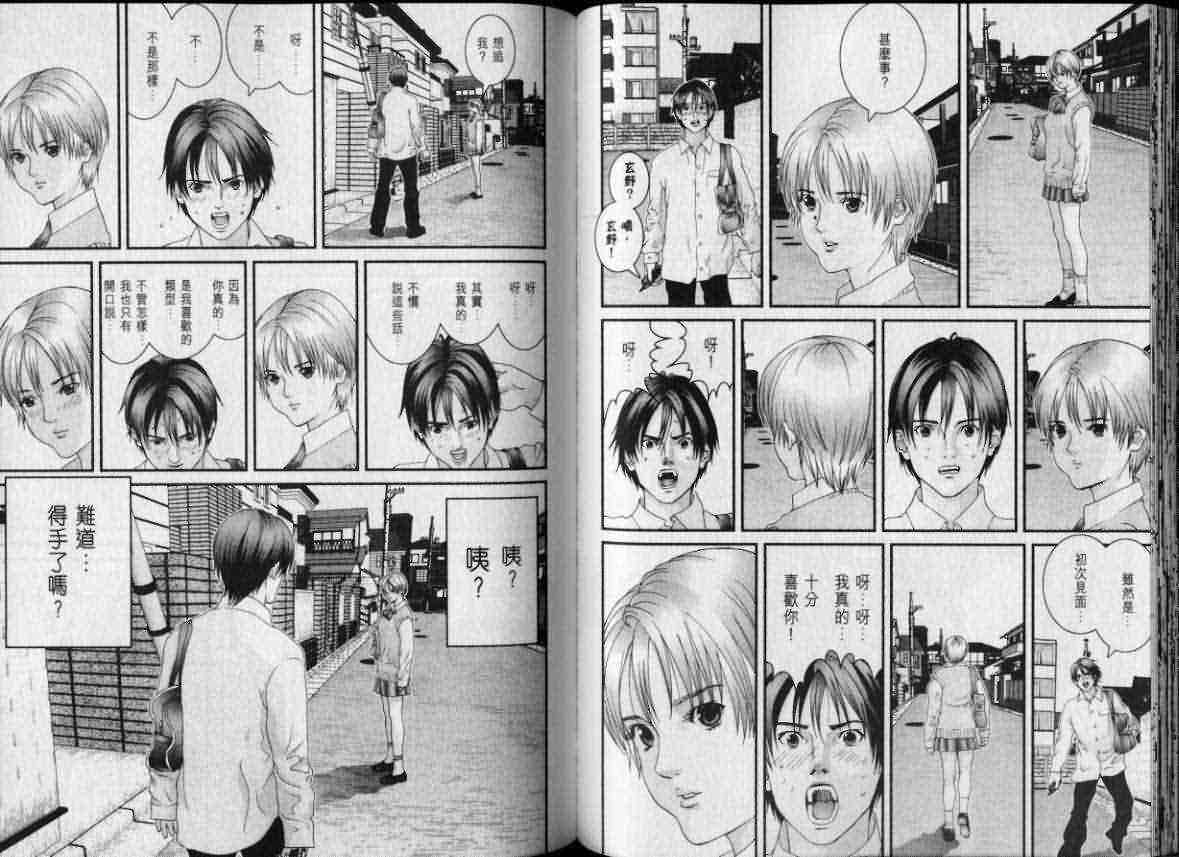 甚麼事？
玄野？
嘖，
玄野！
呀！
呀…
雖然是…
初次見面…
呀…呀…
我真的…
十分
喜歡你！
想追
我？
呀……
不是……
不…
不是那樣…
呀…
呀……
其實…
我真的…
不慣
說這些話…
因為
你真的…
是我喜歡的
類型…
不管怎樣
我也只有
開口說…
咦？
咦？
難道…
得手了嗎？